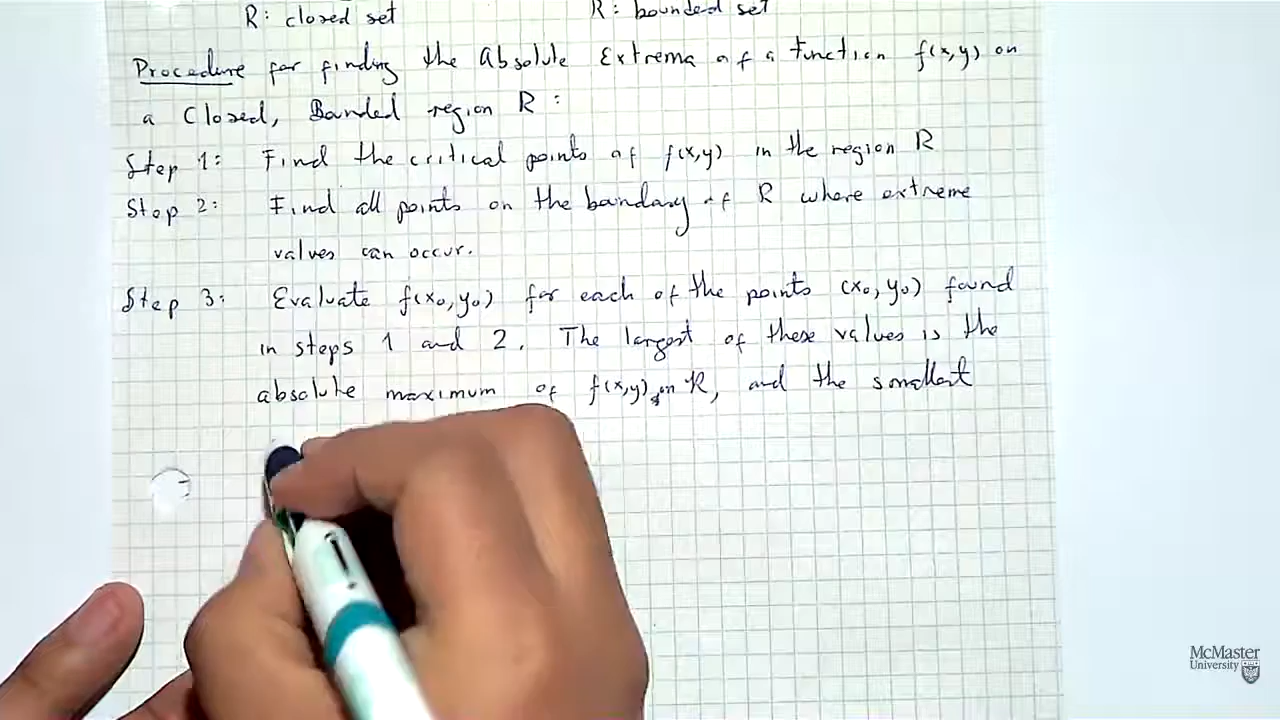 R: closed set R: bounded set
Procedure for finding the Absolute Extrema of a function f(x,y) on
a Closed, Bounded region R:
Step 1: Find the critical points of f(x,y) in the region R
Step 2: Find all points on the boundary of R where extreme
values can occur.
Step 3: Evaluate f(x₀,y₀) for each of the points (x₀,y₀) found
in steps 1 and 2. The largest of these values is the
absolute maximum of f(x,y) on R, and the smallest
McMaster
University